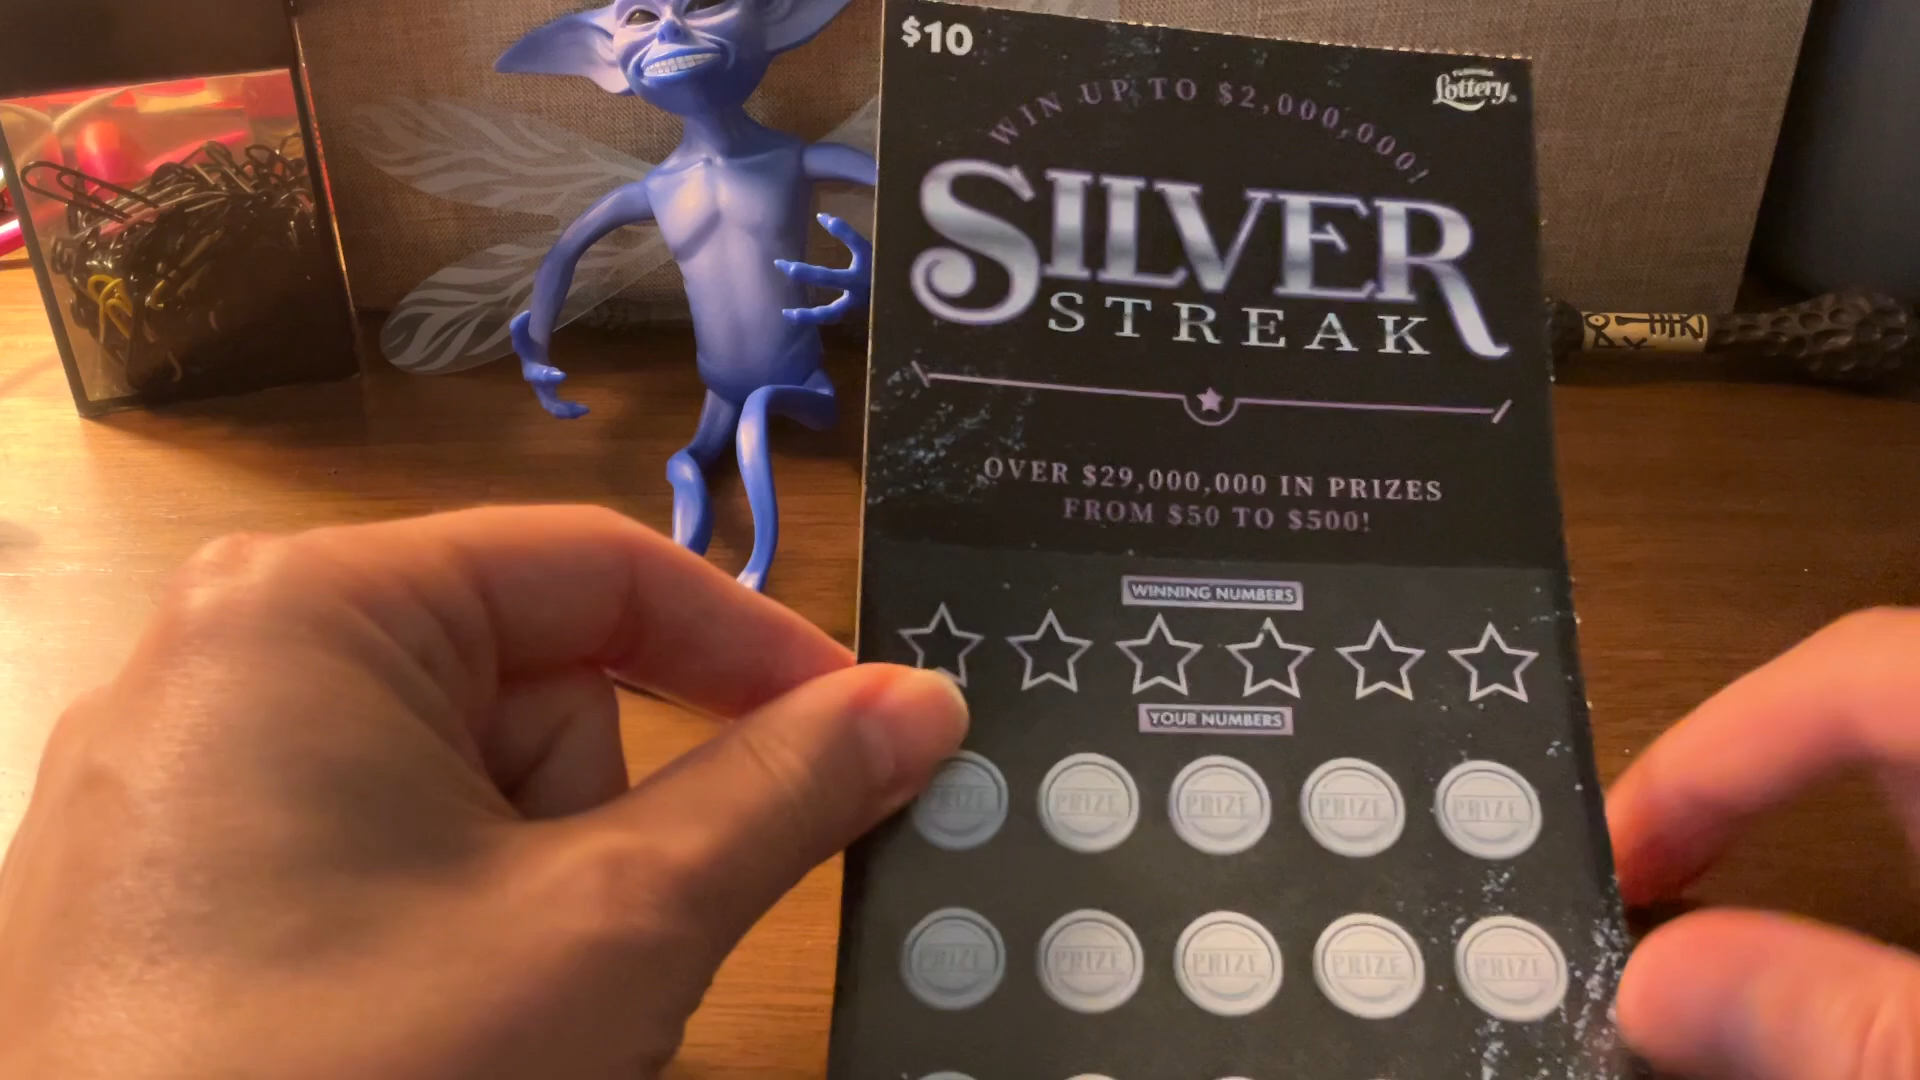 $10
Lottery
WIN UP TO $2,000,000!
SILVER
STREAK
OVER $29,000,000 IN PRIZES
FROM $50 TO $500!
WINNING NUMBERS
YOUR NUMBERS
PRIZE PRIZE PRIZE PRIZE PRIZE
PRIZE PRIZE PRIZE PRIZE PRIZE